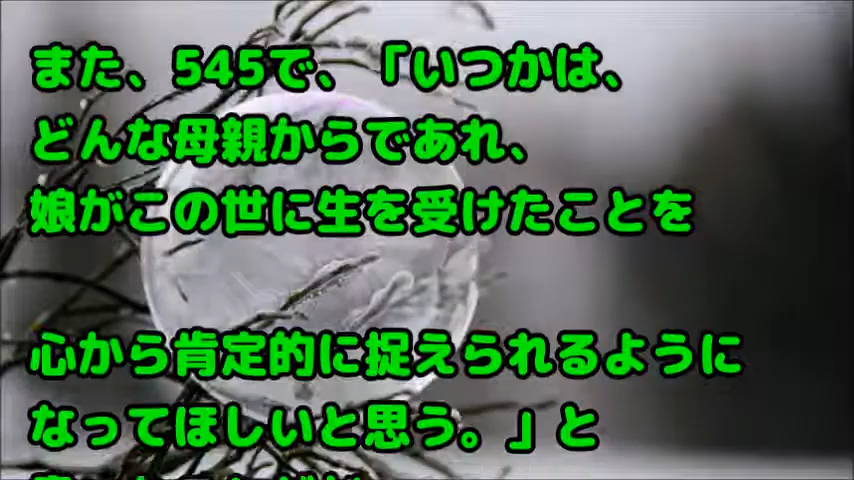 また、545で、「いつかは、
どんな母親からであれ、
娘がこの世に生を受けたことを
心から肯定的に捉えられるように
なってほしいと思う。」と